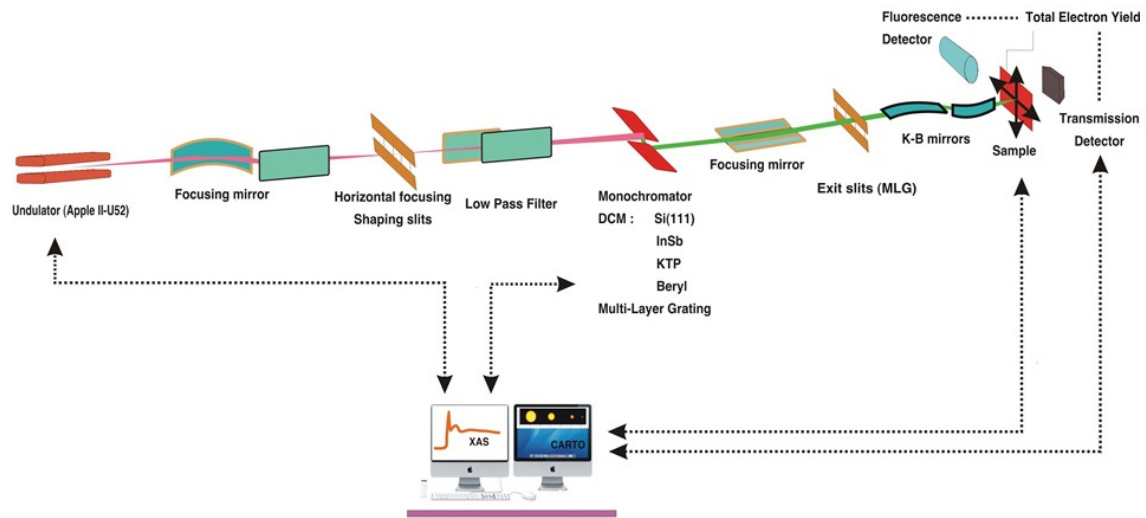 Fluorescence
Detector
Total Electron Yield
Transmission
Detector
K-B mirrors
Sample
Focusing mirror
Exit slits (MLG)
Undulator (Apple II-U52)
Focusing mirror
Horizontal focusing
Shaping slits
Low Pass Filter
Monochromator
DCM : Si(111)
InSb
KTP
Beryl
Multi-Layer Grating
XAS
CARTO